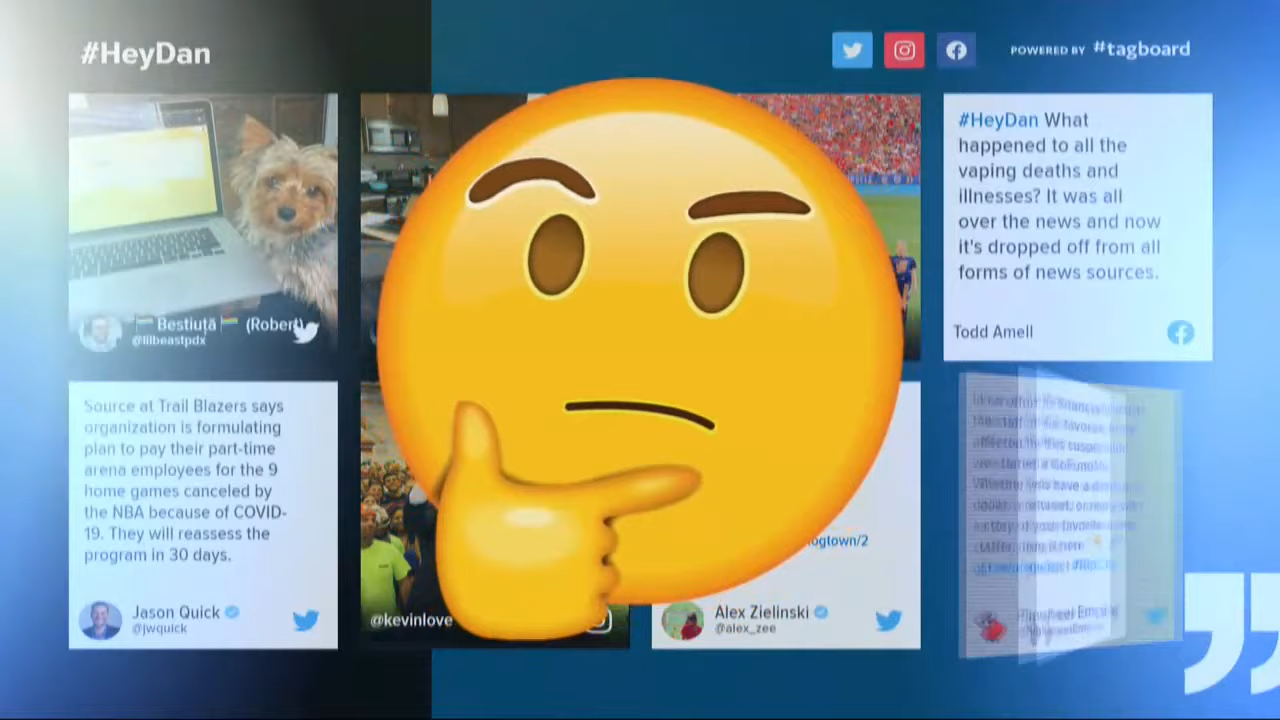 #HeyDan
POWERED BY #tagboard
Bestiuță (Robert)
@lilbeastpdx
#HeyDan What
happened to all the
vaping deaths and
illnesses? It was all
over the news and now
it's dropped off from all
forms of news sources.
Todd Amell
Source at Trail Blazers says
organization is formulating
plan to pay their part-time
arena employees for the 9
home games canceled by
the NBA because of COVID-
19. They will reassess the
program in 30 days.
Jason Quick
@jwquick
@kevinlove
ogtown/2
Alex Zielinski
@alex_zee